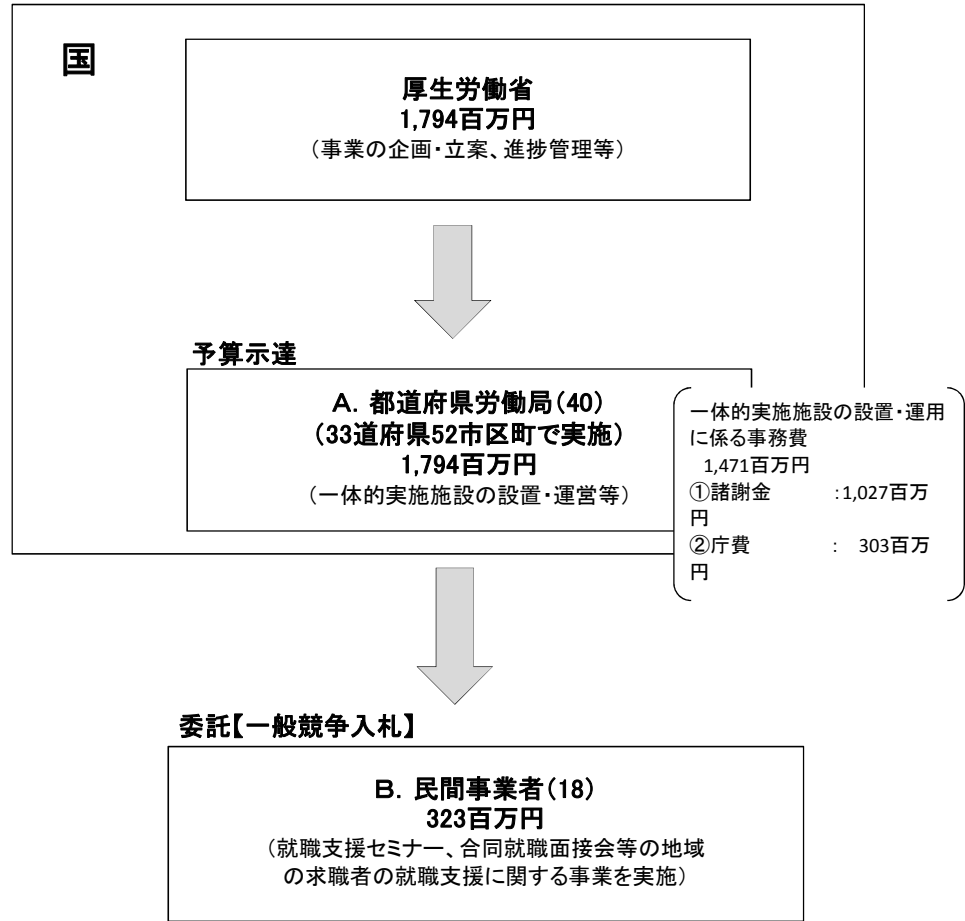 国
厚生労働省
1,794百万円
（事業の企画・立案、進捗管理等）
予算示達
A. 都道府県労働局（40）
（33道府県52市区町で実施）
1,794百万円
（一体的実施施設の設置・運営等）
一体的実施施設の設置・運用
に係る事務費
1,471百万円
①諸謝金　　　:1,027百万
円
②庁費　　　:　303百万
円
委託【一般競争入札】
B. 民間事業者（18）
323百万円
（就職支援セミナー、合同就職面接会等の地域
の求職者の就職支援に関する事業を実施）